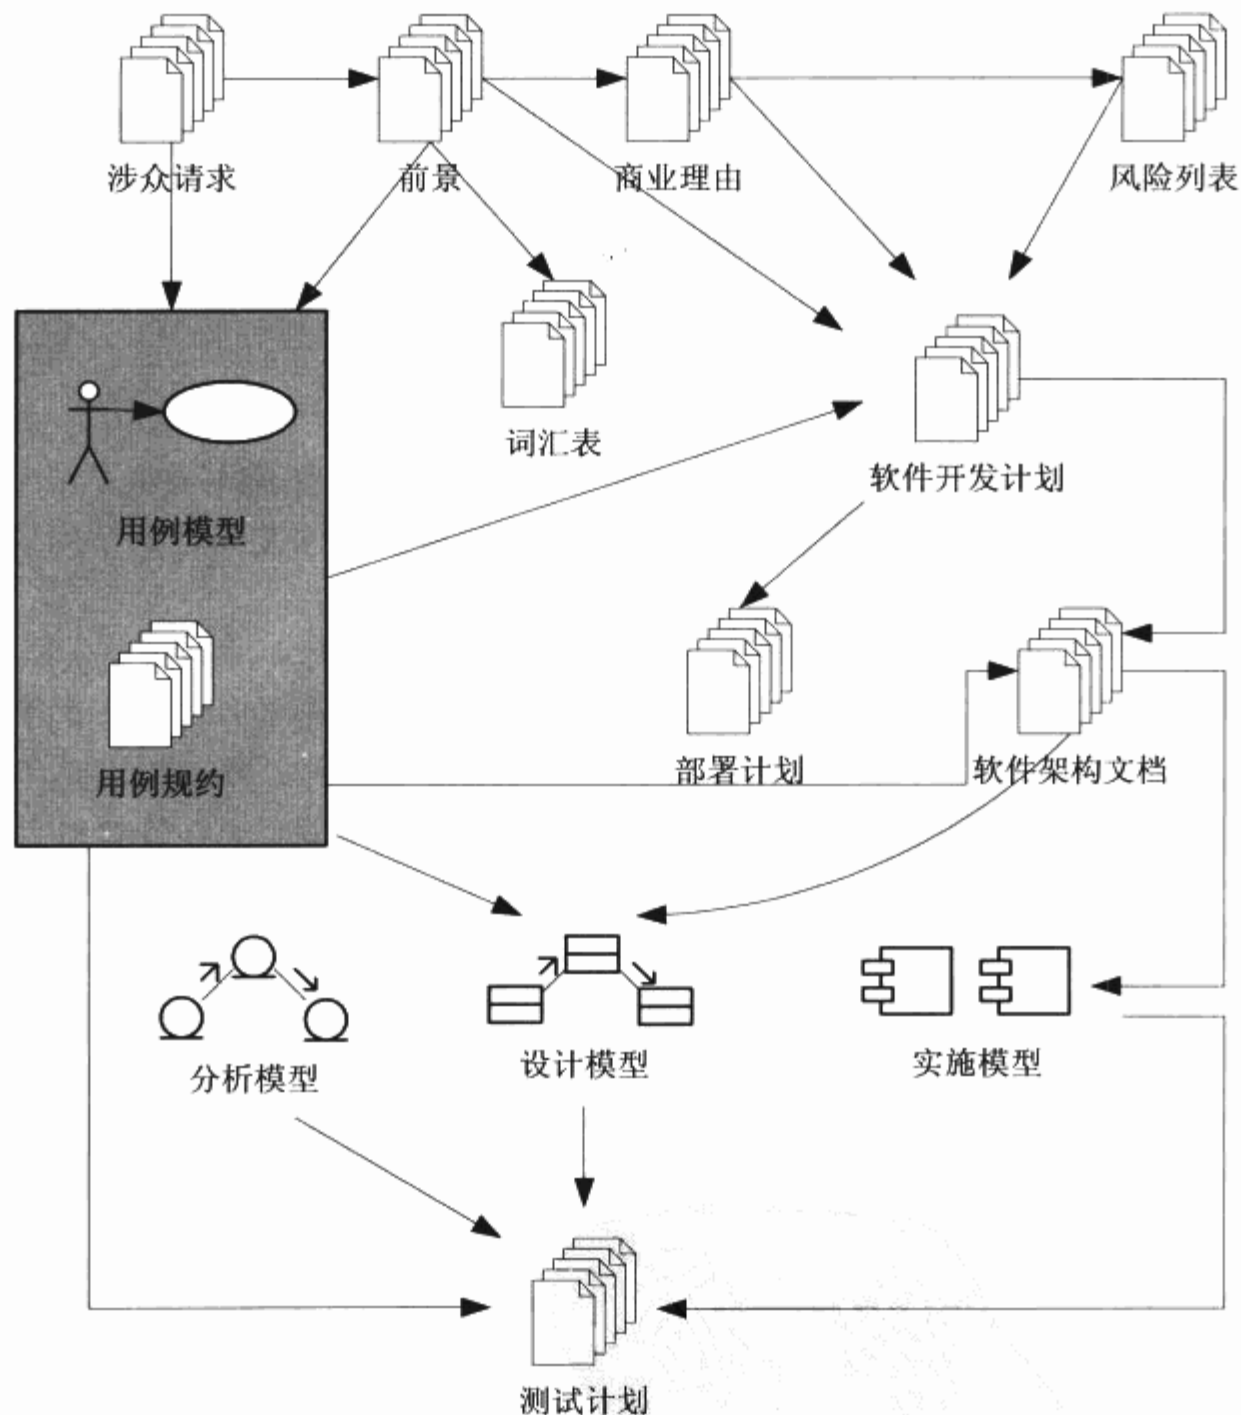 涉众请求
前景
商业理由
风险列表
词汇表
软件开发计划
用例模型
部署计划
软件架构文档
用例规约
分析模型
设计模型
实施模型
测试计划